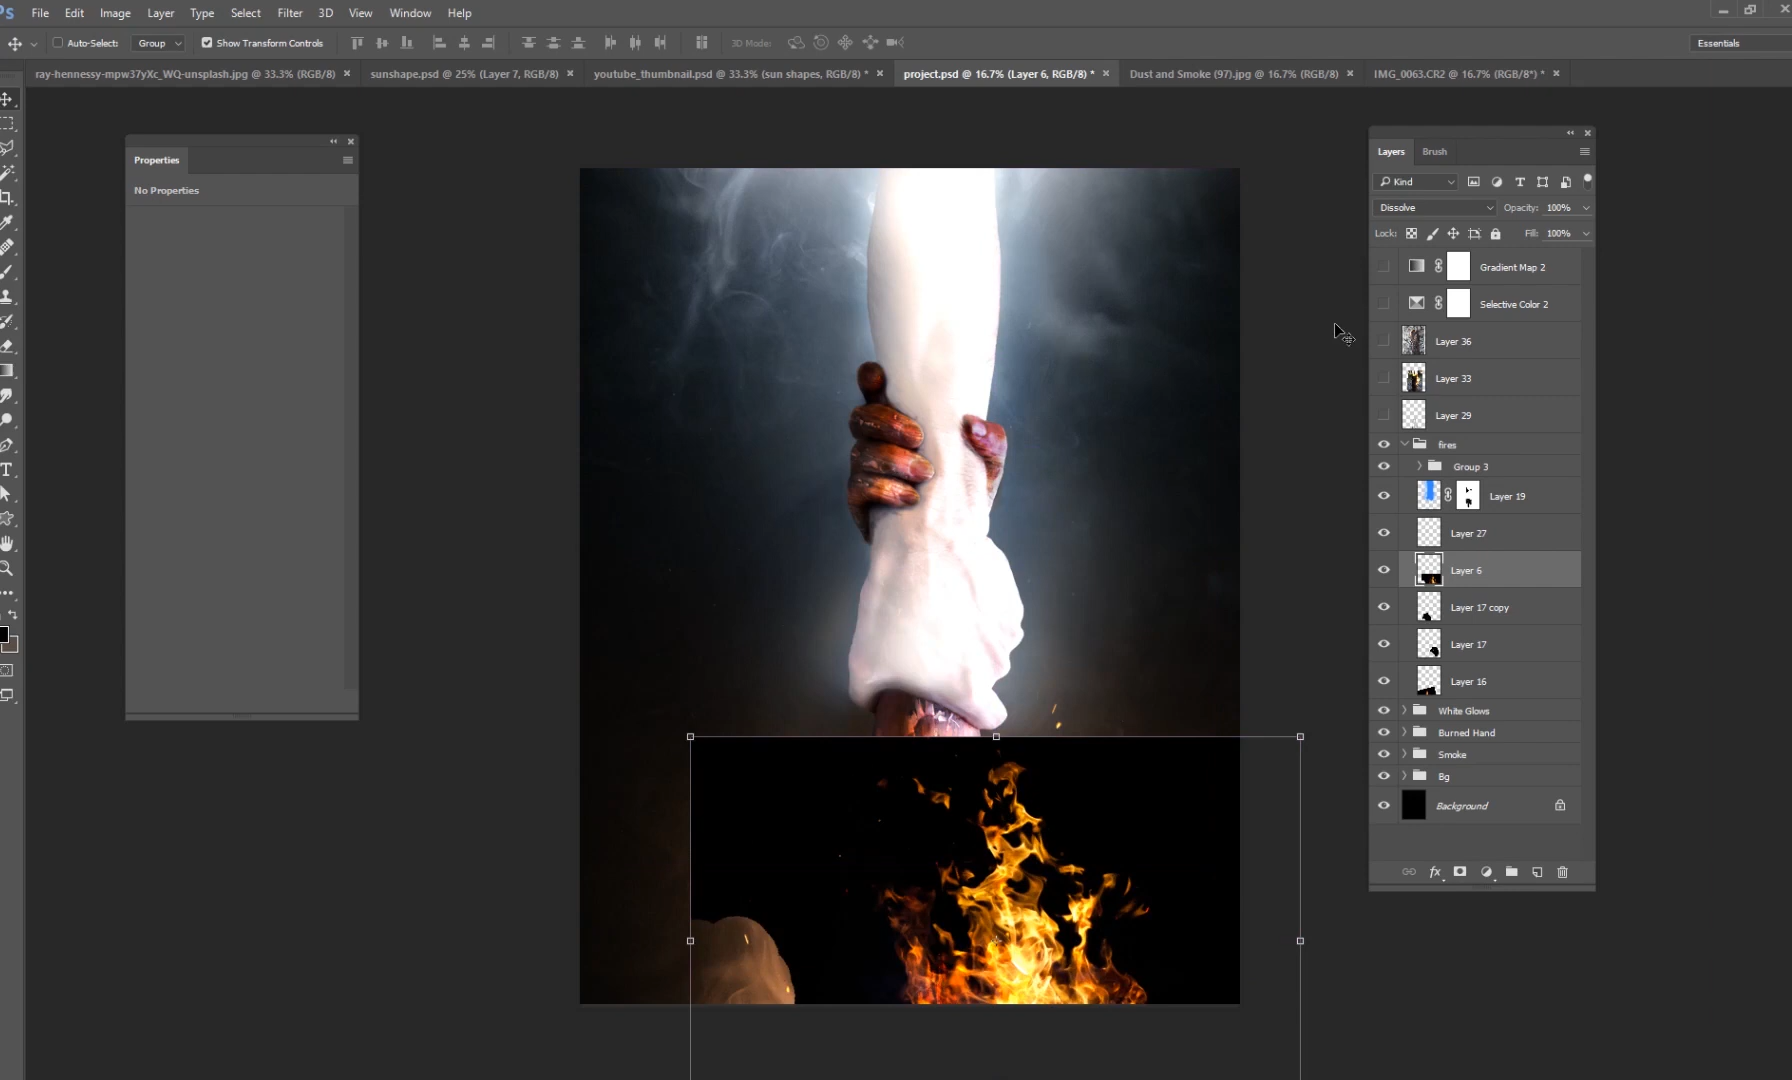 PS File Edit Image Layer Type Select Filter 3D View Window Help
Auto-Select: Group Show Transform Controls 3D Mode: Essentials
ray-hennessy-mpw37yXc_WQ-unsplash.jpg @ 33.3% (RGB/8) sunshape.psd @ 25% (Layer 7, RGB/8) youtube_thumbnail.psd @ 33.3% (sun shapes, RGB/8) * project.psd @ 16.7% (Layer 6, RGB/8) * Dust and Smoke (97).jpg @ 16.7% (RGB/8) IMG_0063.CR2 @ 16.7% (RGB/8*) *
Properties
No Properties
Layers Brush
Kind
Dissolve Opacity: 100%
Lock: Fill: 100%
Gradient Map 2
Selective Color 2
Layer 36
Layer 33
Layer 29
fires
Group 3
Layer 19
Layer 27
Layer 6
Layer 17 copy
Layer 17
Layer 16
White Glows
Burned Hand
Smoke
Bg
Background
fx